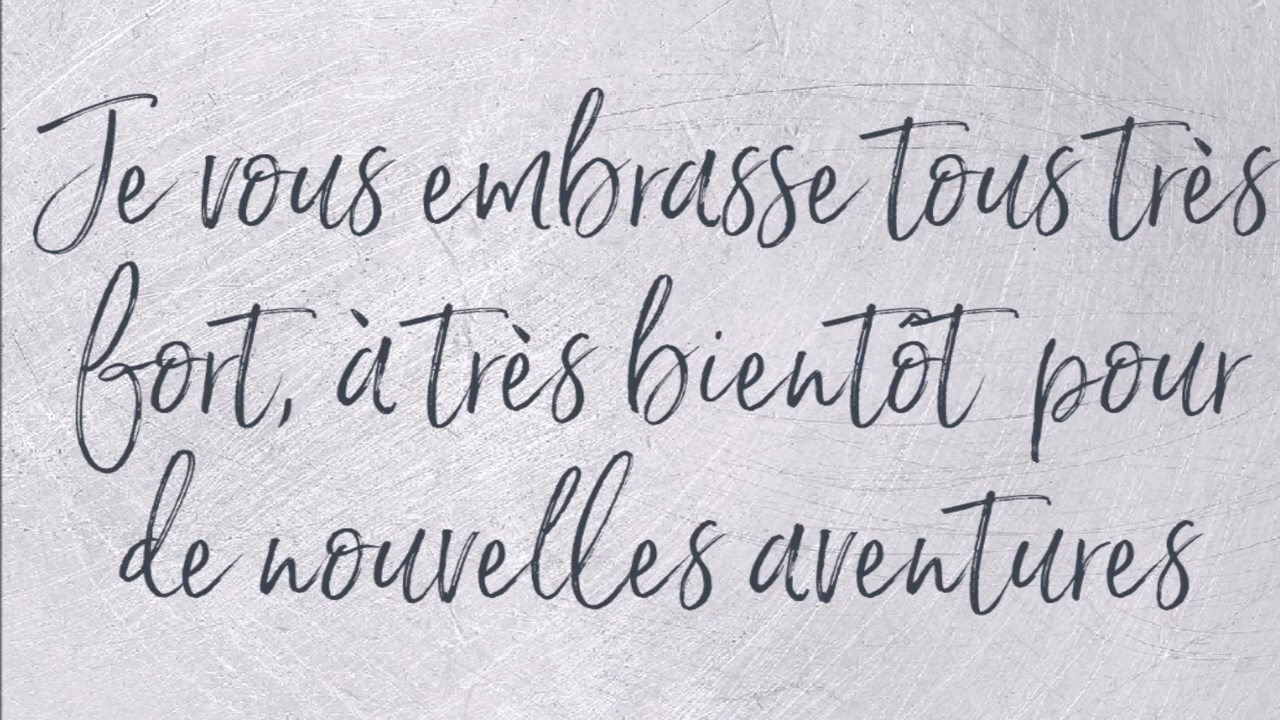 Je vous embrasse tous très
fort, à très bientôt pour
de nouvelles aventures